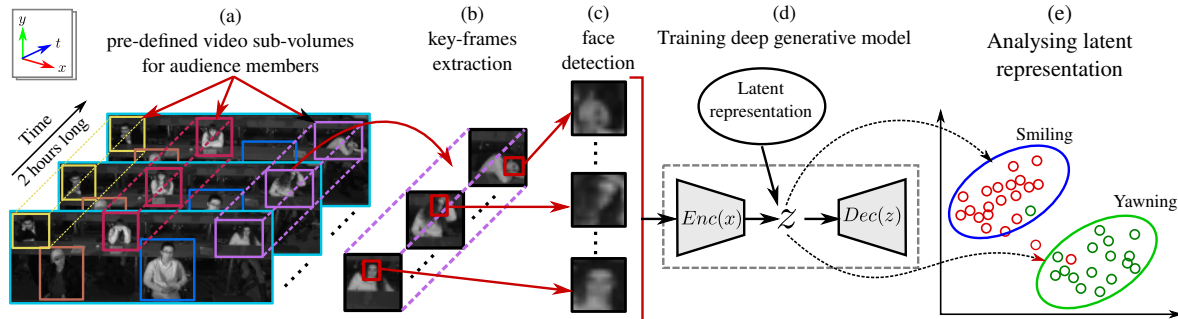 y
t
x
(a)
pre-defined video sub-volumes
for audience members
Time
2 hours long
(b)
key-frames
extraction
(c)
face
detection
(d)
Training deep generative model
Latent
representation
Enc(x)
z
Dec(z)
(e)
Analysing latent
representation
Smiling
Yawning